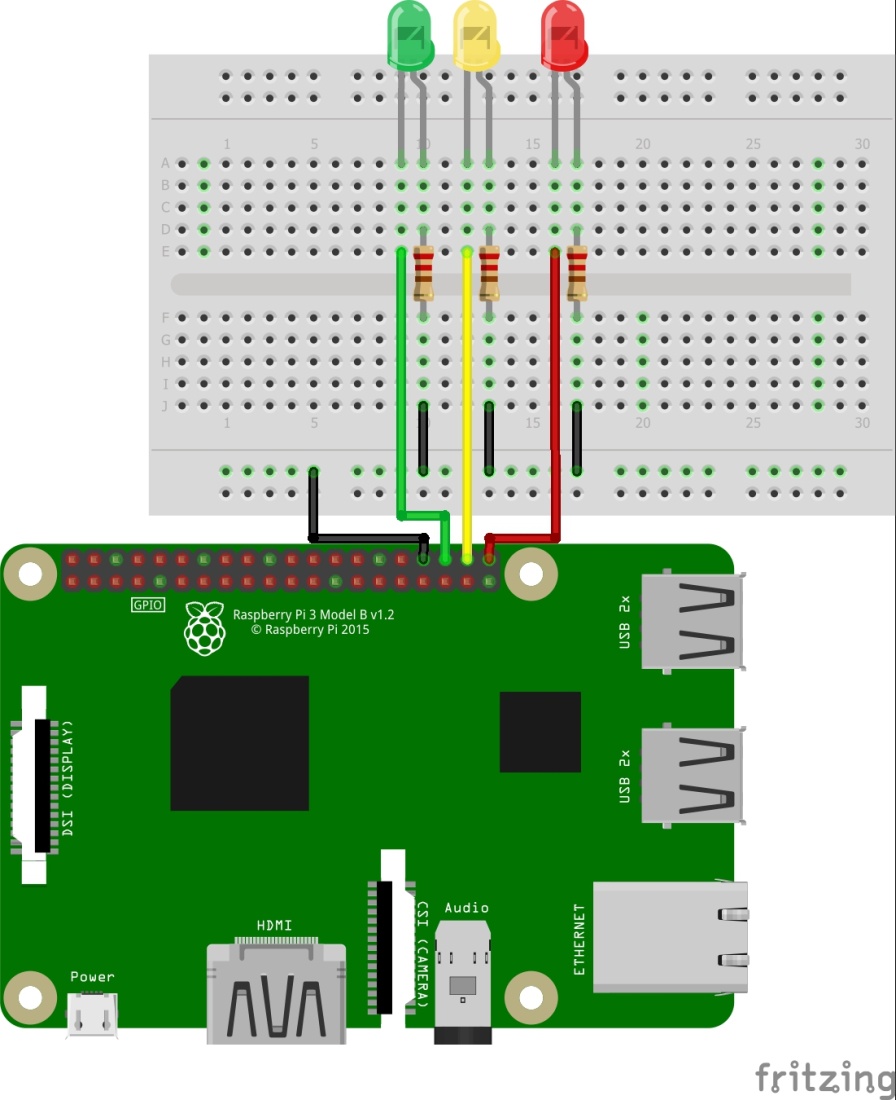 1 5 10 15 20 25 30
A
B
C
D
E
F
G
H
I
J
1 5 15 20 25 30
GPIO
Raspberry Pi 3 Model B v1.2
© Raspberry Pi 2015
USB 2x
DSI (DISPLAY)
USB 2x
HDMI
CSI (CAMERA)
Audio
ETHERNET
Power
fritzing